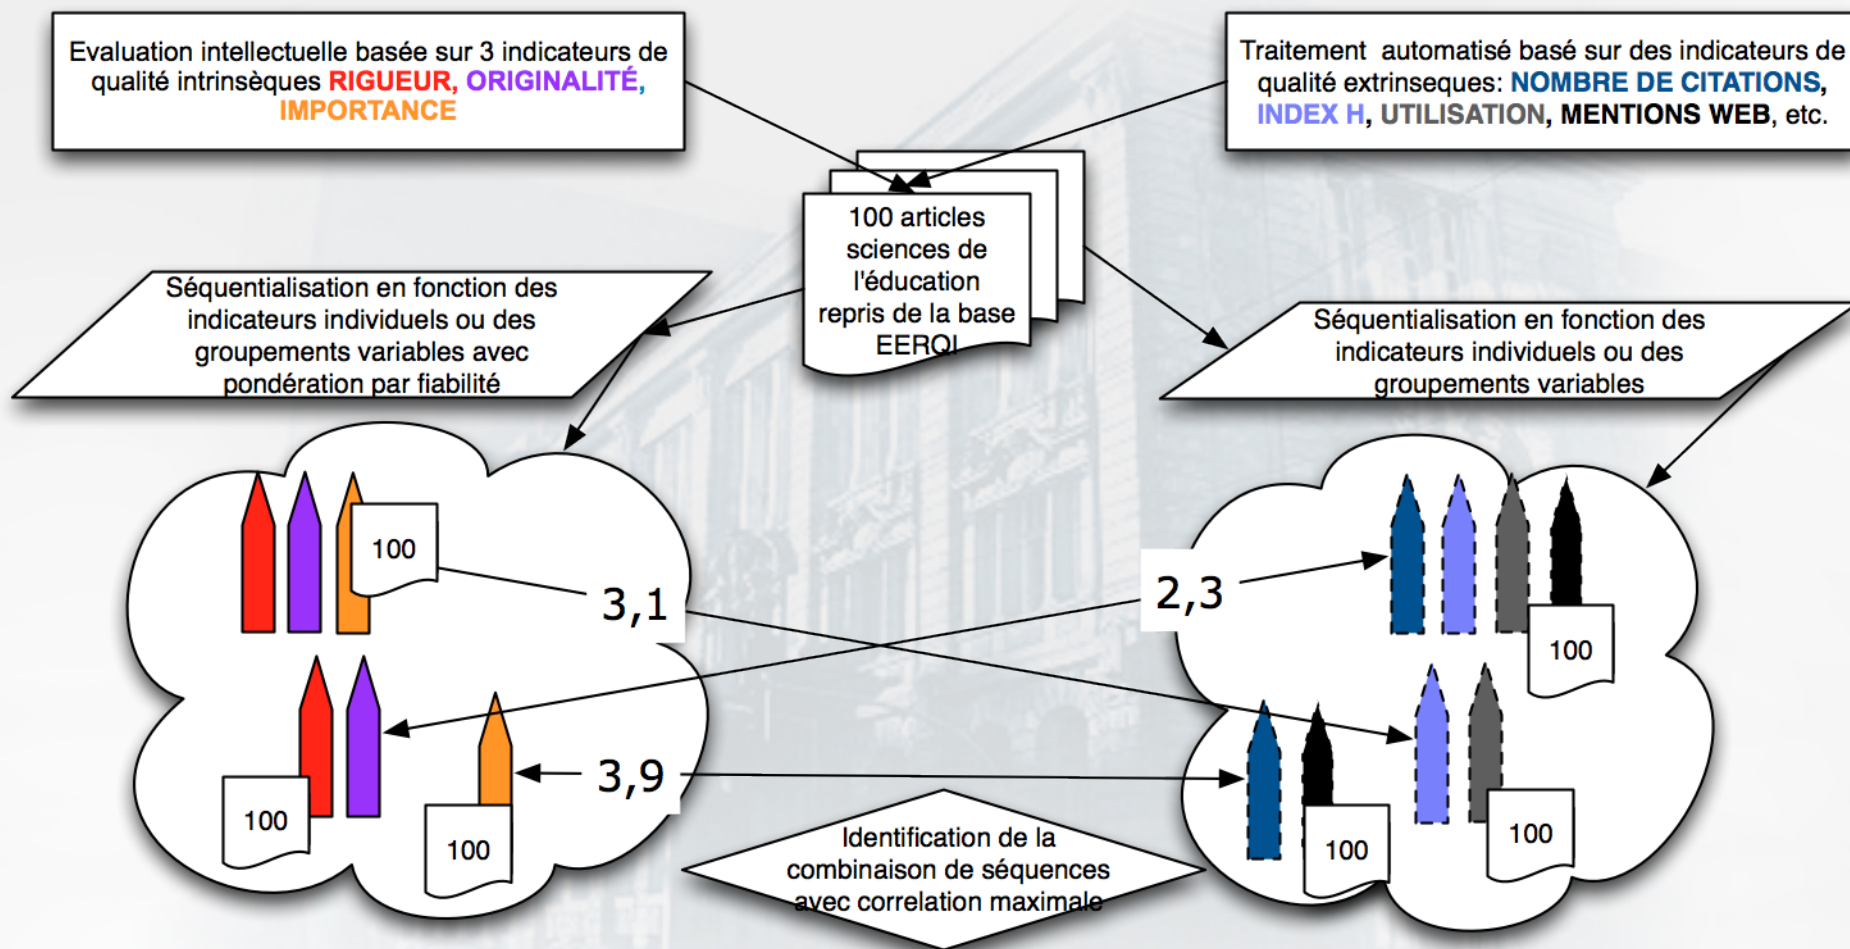 Evaluation intellectuelle basée sur 3 indicateurs de
qualité intrinsèques RIGUEUR, ORIGINALITÉ,
IMPORTANCE
Traitement automatisé basé sur des indicateurs de
qualité extrinseques: NOMBRE DE CITATIONS,
INDEX H, UTILISATION, MENTIONS WEB, etc.
100 articles
sciences de
l'éducation
repris de la base
EERQI
Séquentialisation en fonction des
indicateurs individuels ou des
groupements variables avec
pondération par fiabilité
Séquentialisation en fonction des
indicateurs individuels ou des
groupements variables
100
3,1
2,3
100
100
100
3,9
100
100
Identification de la
combinaison de séquences
avec correlation maximale